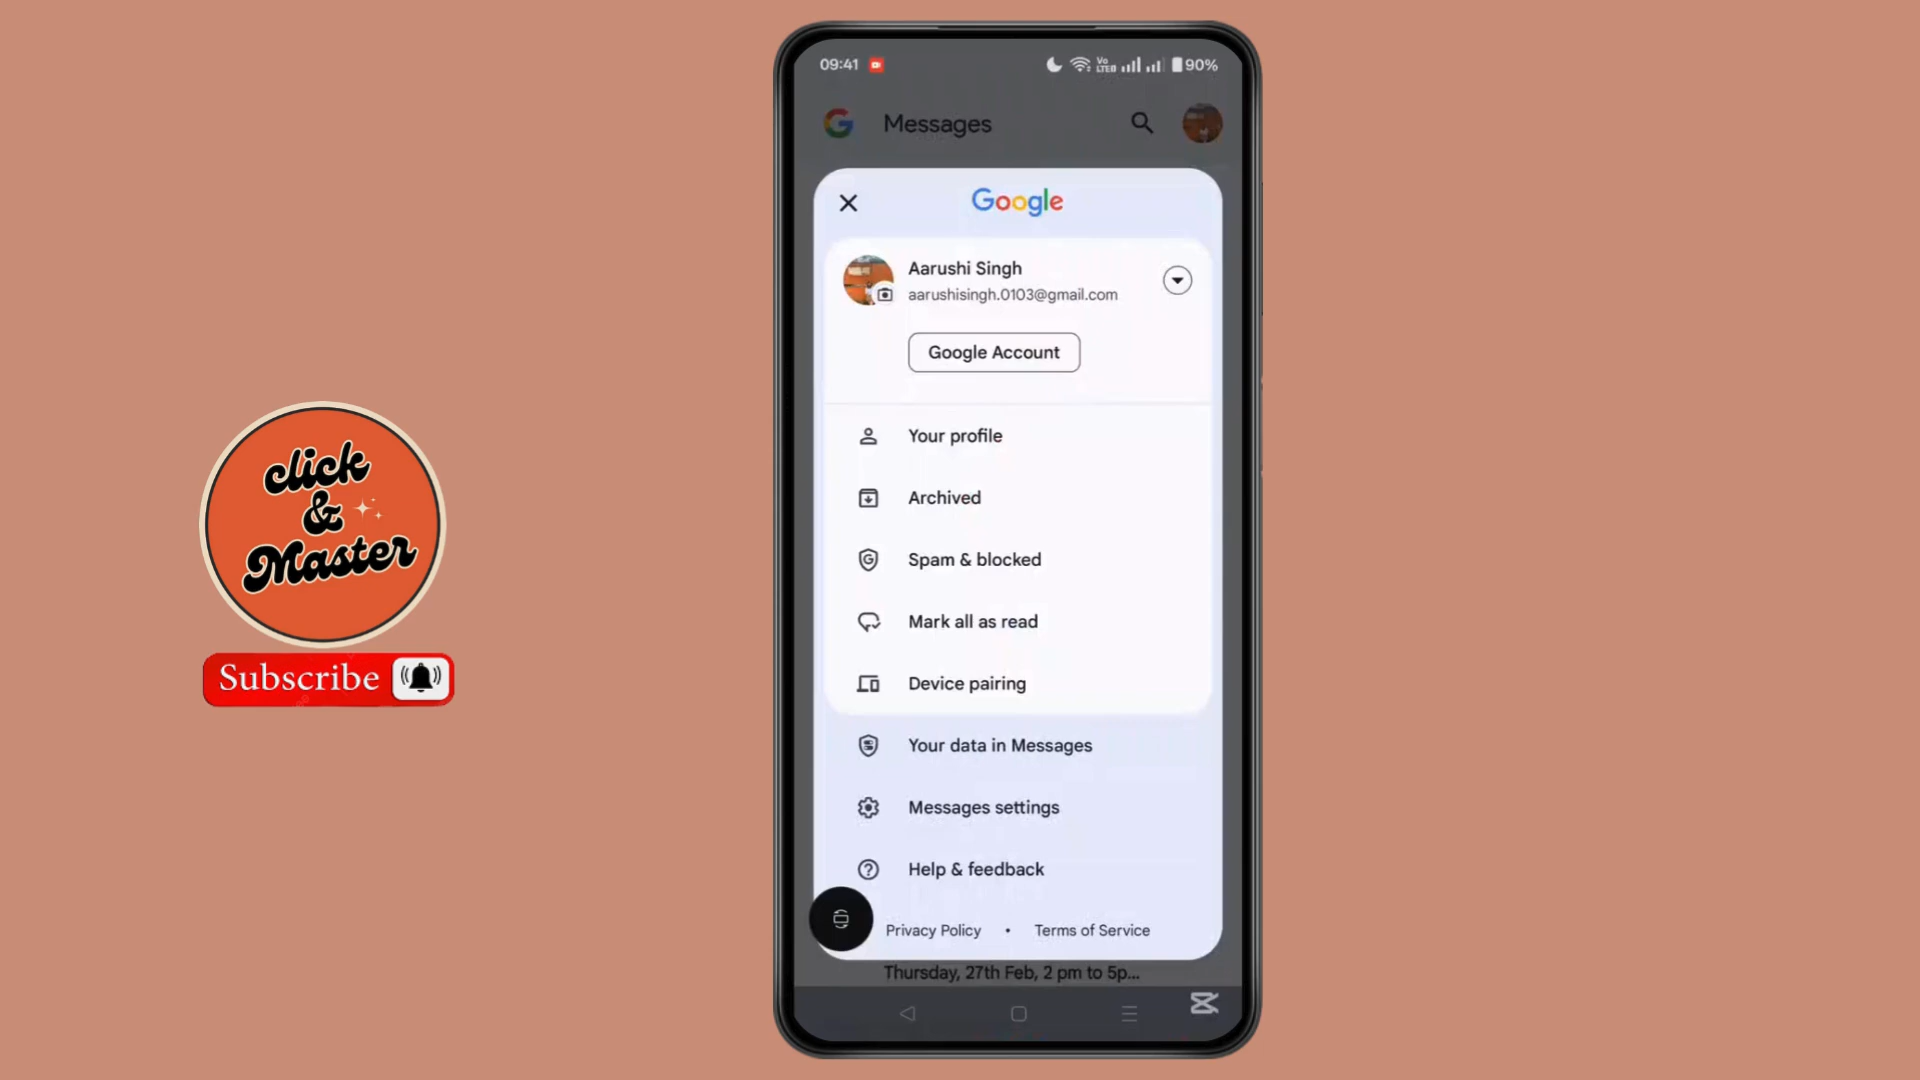 09:41
Vo
LTE
90%
Messages
Google
Aarushi Singh
aarushisingh.0103@gmail.com
Google Account
Your profile
Archived
Spam & blocked
Mark all as read
Device pairing
Your data in Messages
Messages settings
Help & feedback
Privacy Policy • Terms of Service
Thursday, 27th Feb, 2 pm to 5p...
click
&
Master
Subscribe